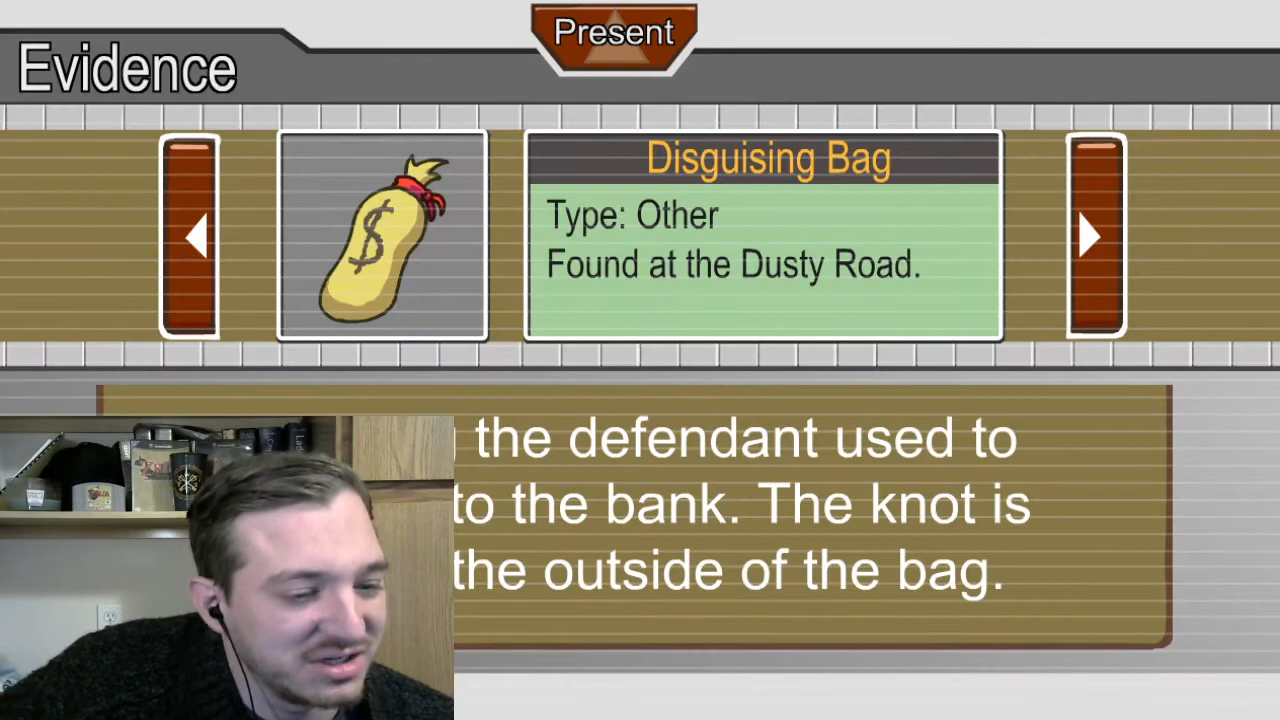 Present
Evidence
Disguising Bag
Type: Other
Found at the Dusty Road.
the defendant used to
to the bank. The knot is
the outside of the bag.
$
ZELDA